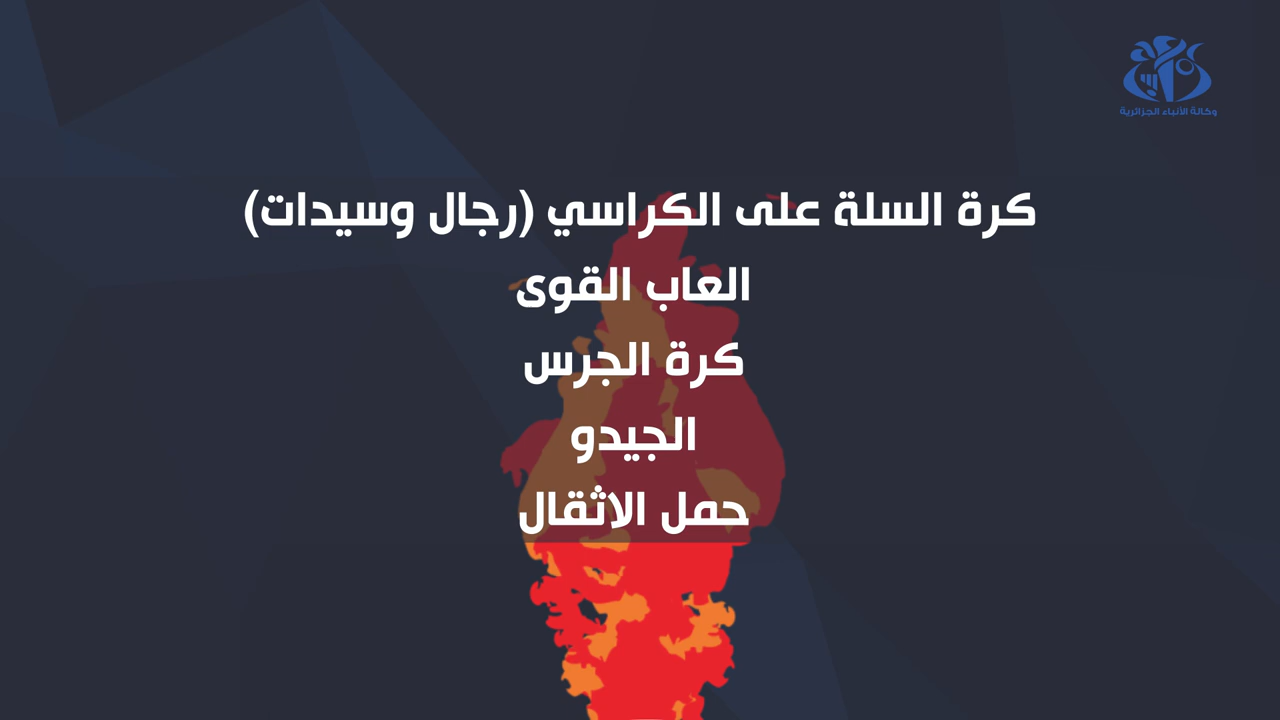 وكالة الأنباء الجزائرية
كرة السلة على الكراسي (رجال وسيدات)
العاب القوى
كرة الجرس
الجيدو
حمل الاثقال